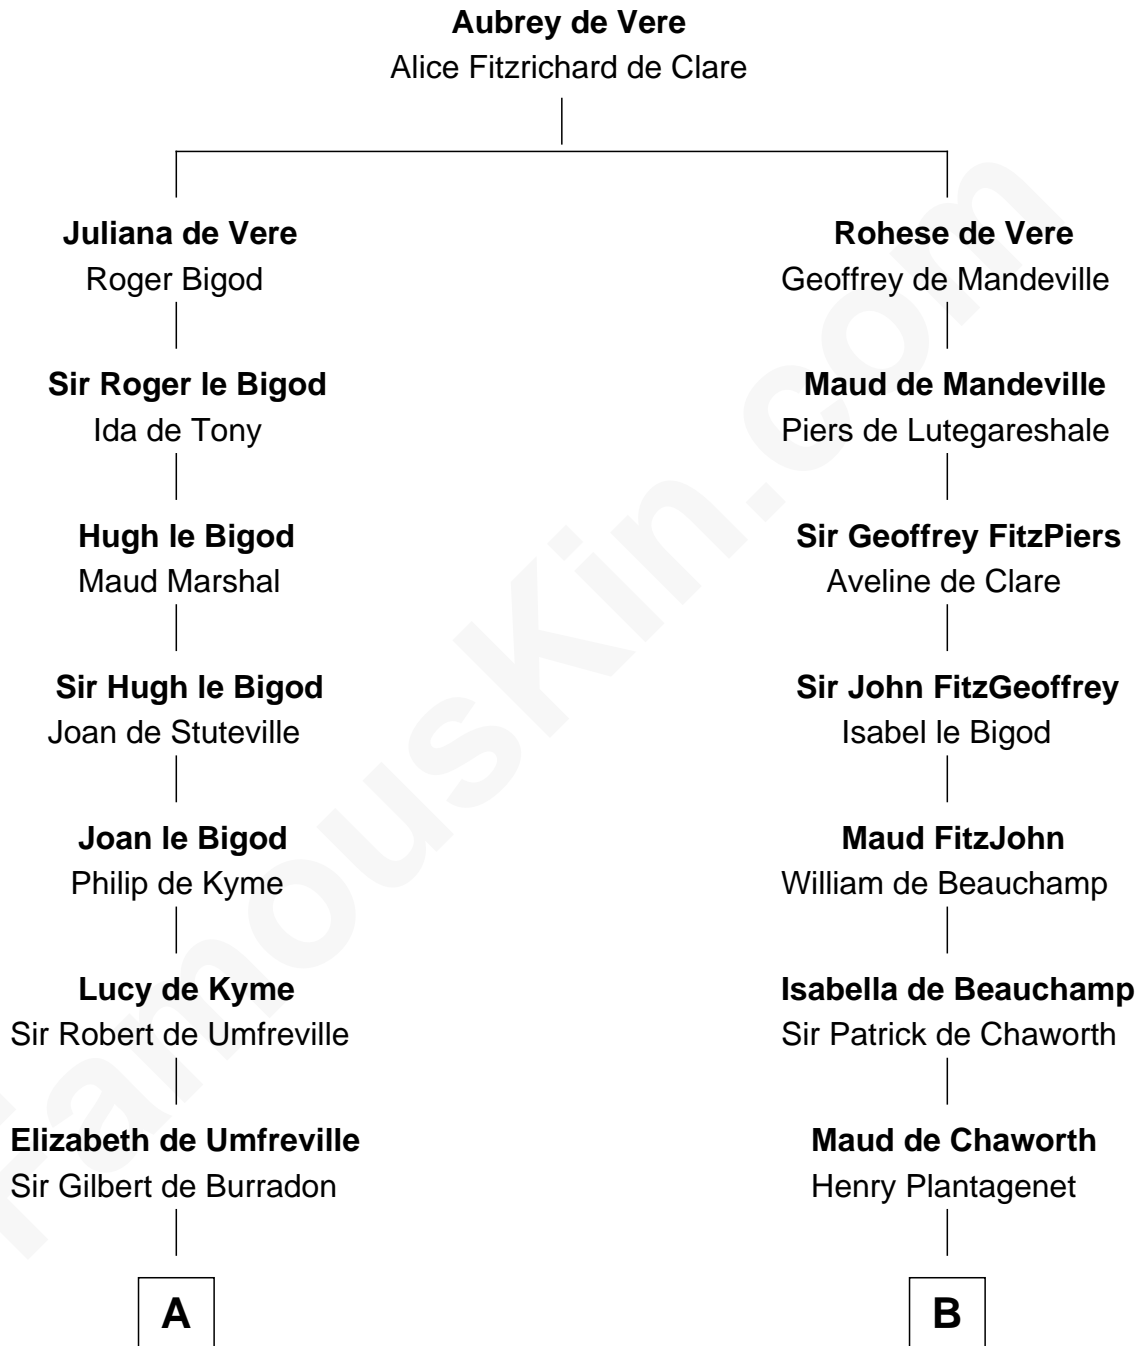 Aubrey de Vere
Alice Fitzrichard de Clare
Juliana de Vere
Roger Bigod
Rohese de Vere
Geoffrey de Mandeville
Sir Roger le Bigod
Ida de Tony
Maud de Mandeville
Piers de Lutegareshale
Hugh le Bigod
Maud Marshal
Sir Geoffrey FitzPiers
Aveline de Clare
Sir Hugh le Bigod
Joan de Stuteville
Sir John FitzGeoffrey
Isabel le Bigod
Joan le Bigod
Philip de Kyme
Maud FitzJohn
William de Beauchamp
Lucy de Kyme
Sir Robert de Umfreville
Isabella de Beauchamp
Sir Patrick de Chaworth
Elizabeth de Umfreville
Sir Gilbert de Burradon
Maud de Chaworth
Henry Plantagenet
A
B
FamousKin.com